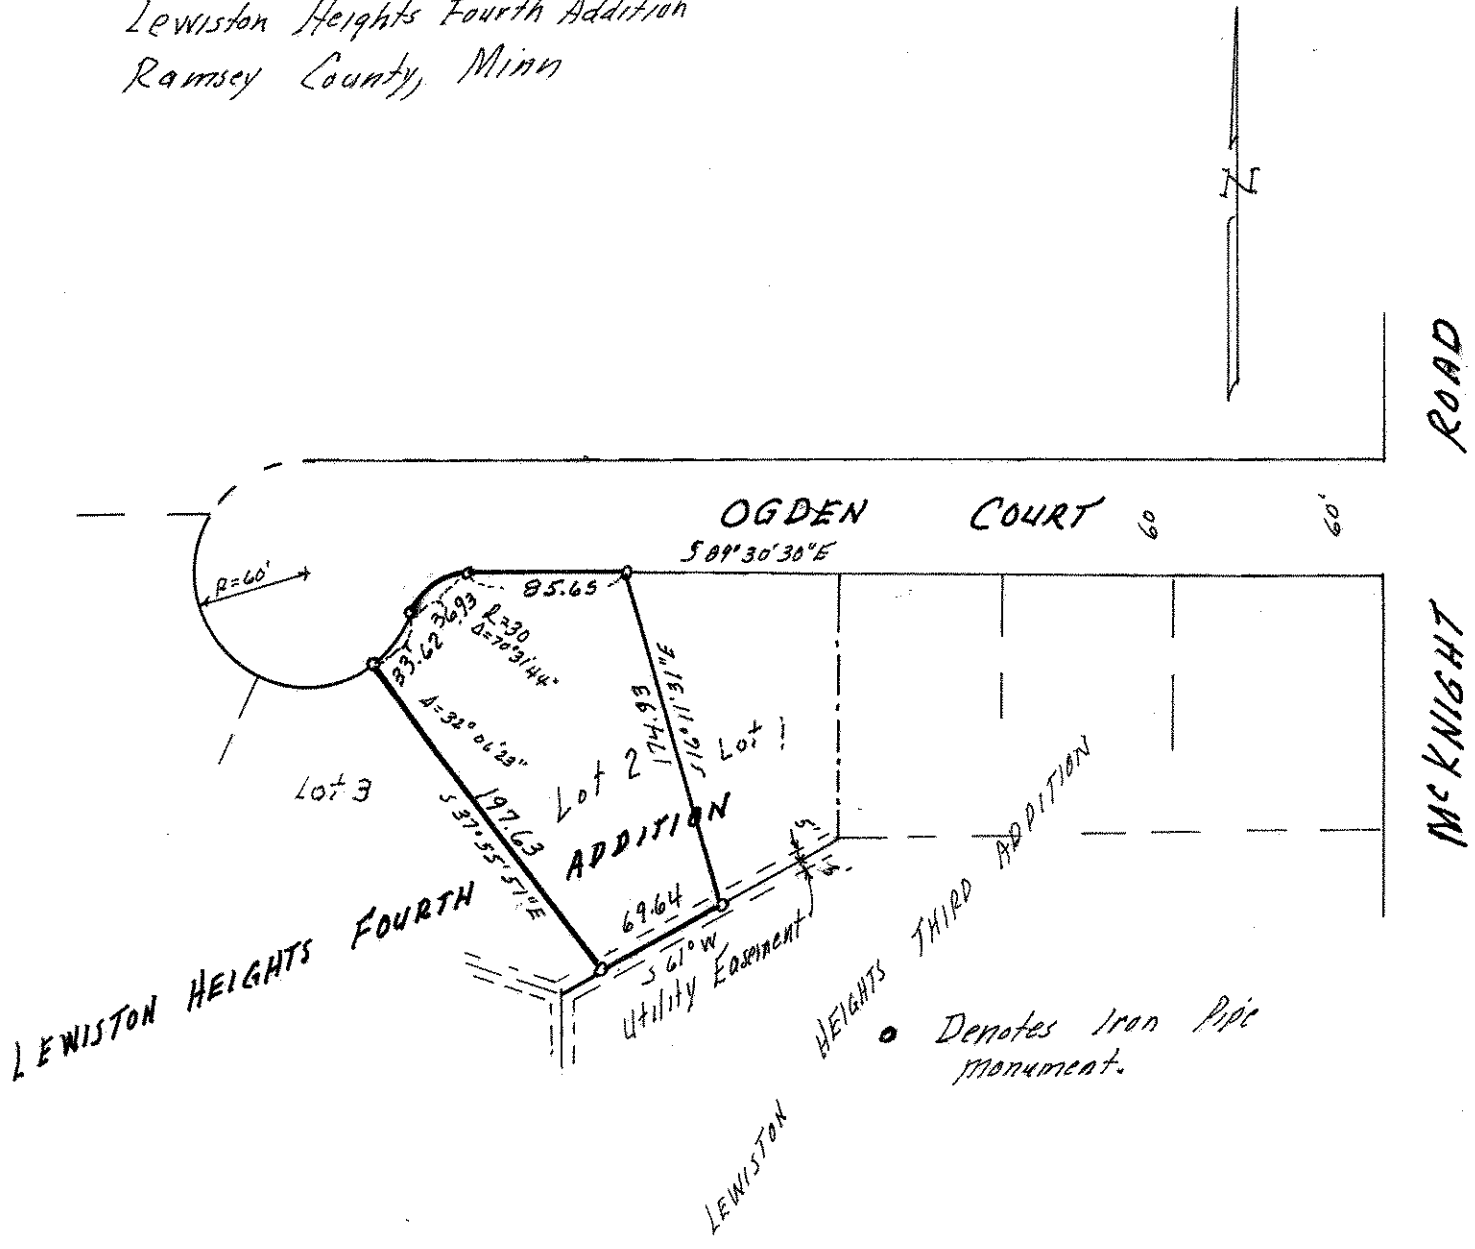 Lewiston Heights Fourth Addition
Ramsey County, Minn
N
ROAD
OGDEN COURT 60 60'
S 89°30'30"E
R=60'
85.65
36.93
R=30
Δ=70°31'44"
33.62
Δ=32°06'23"
174.93
S16°11'31"E
McKNIGHT
Lot 3
Lot 2
Lot 1
197.63
S 37°55'51"E
ADDITION
LEWISTON HEIGHTS FOURTH
5'
5'
69.64
S 61° W
Utility Easement
LEWISTON HEIGHTS THIRD ADDITION
Denotes Iron Pipe
monument.